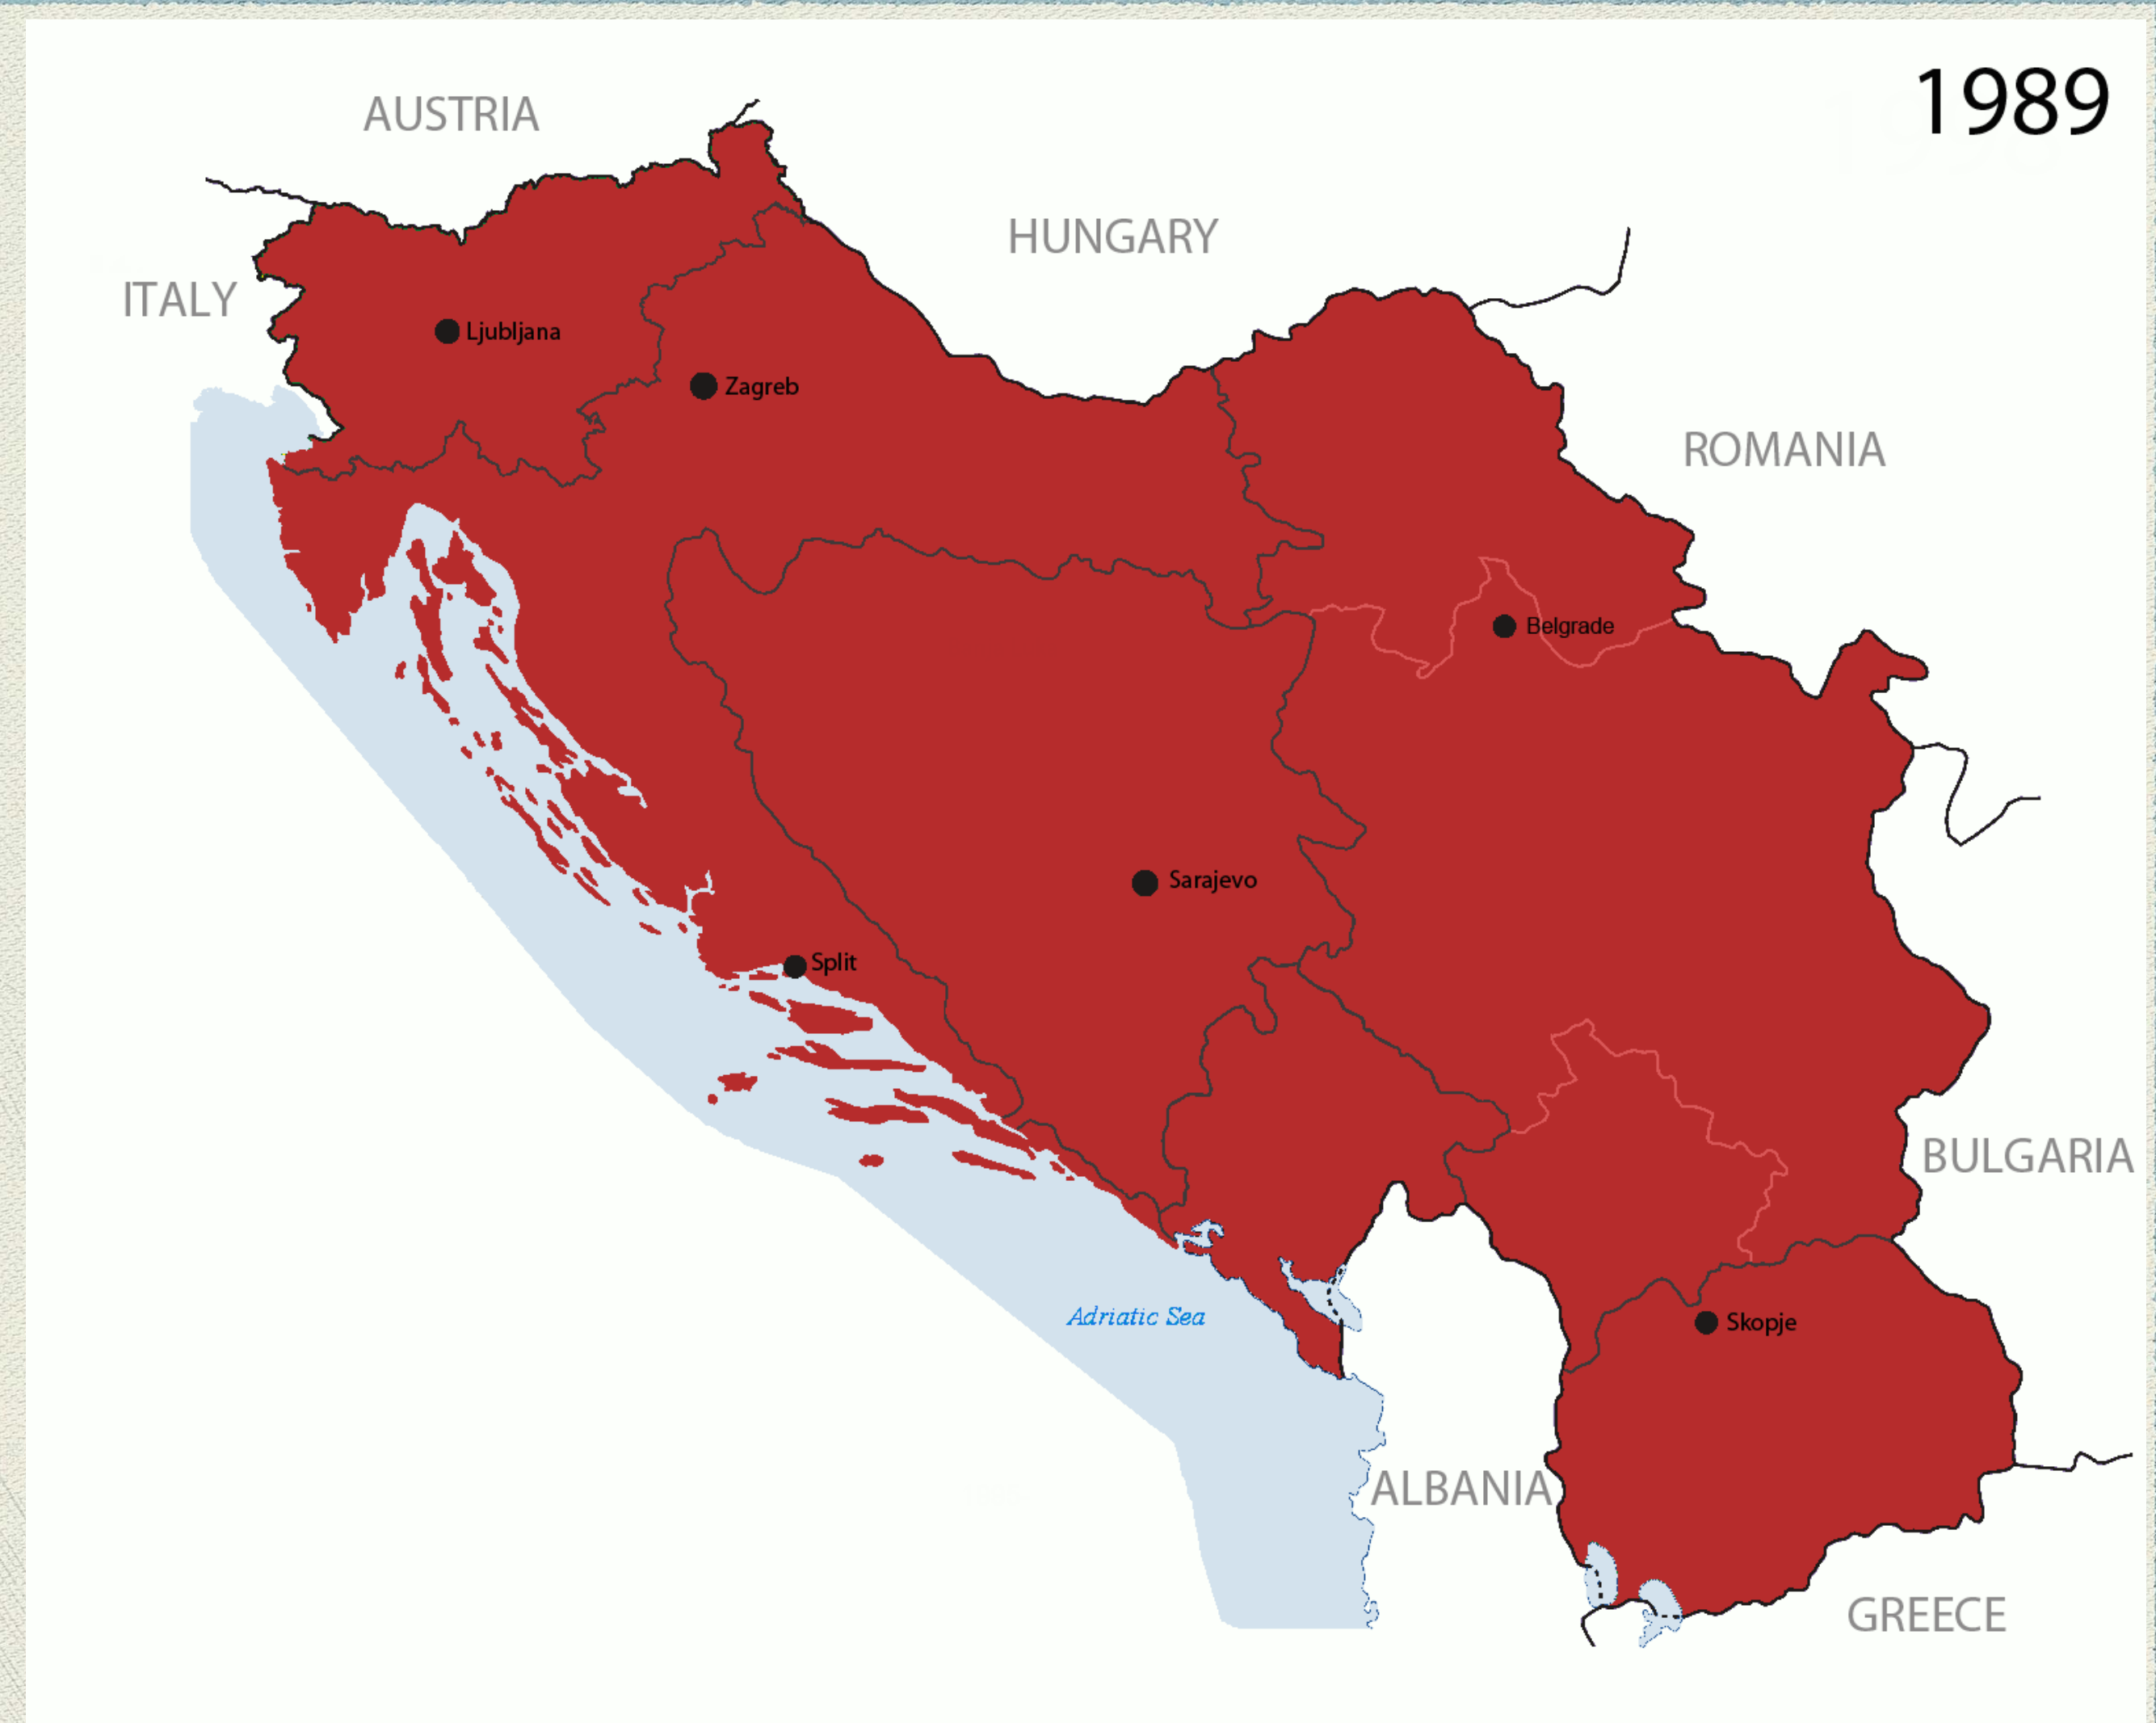 1989
AUSTRIA
HUNGARY
ITALY
Ljubljana
Zagreb
ROMANIA
Belgrade
Sarajevo
Split
BULGARIA
Adriatic Sea
Skopje
ALBANIA
GREECE